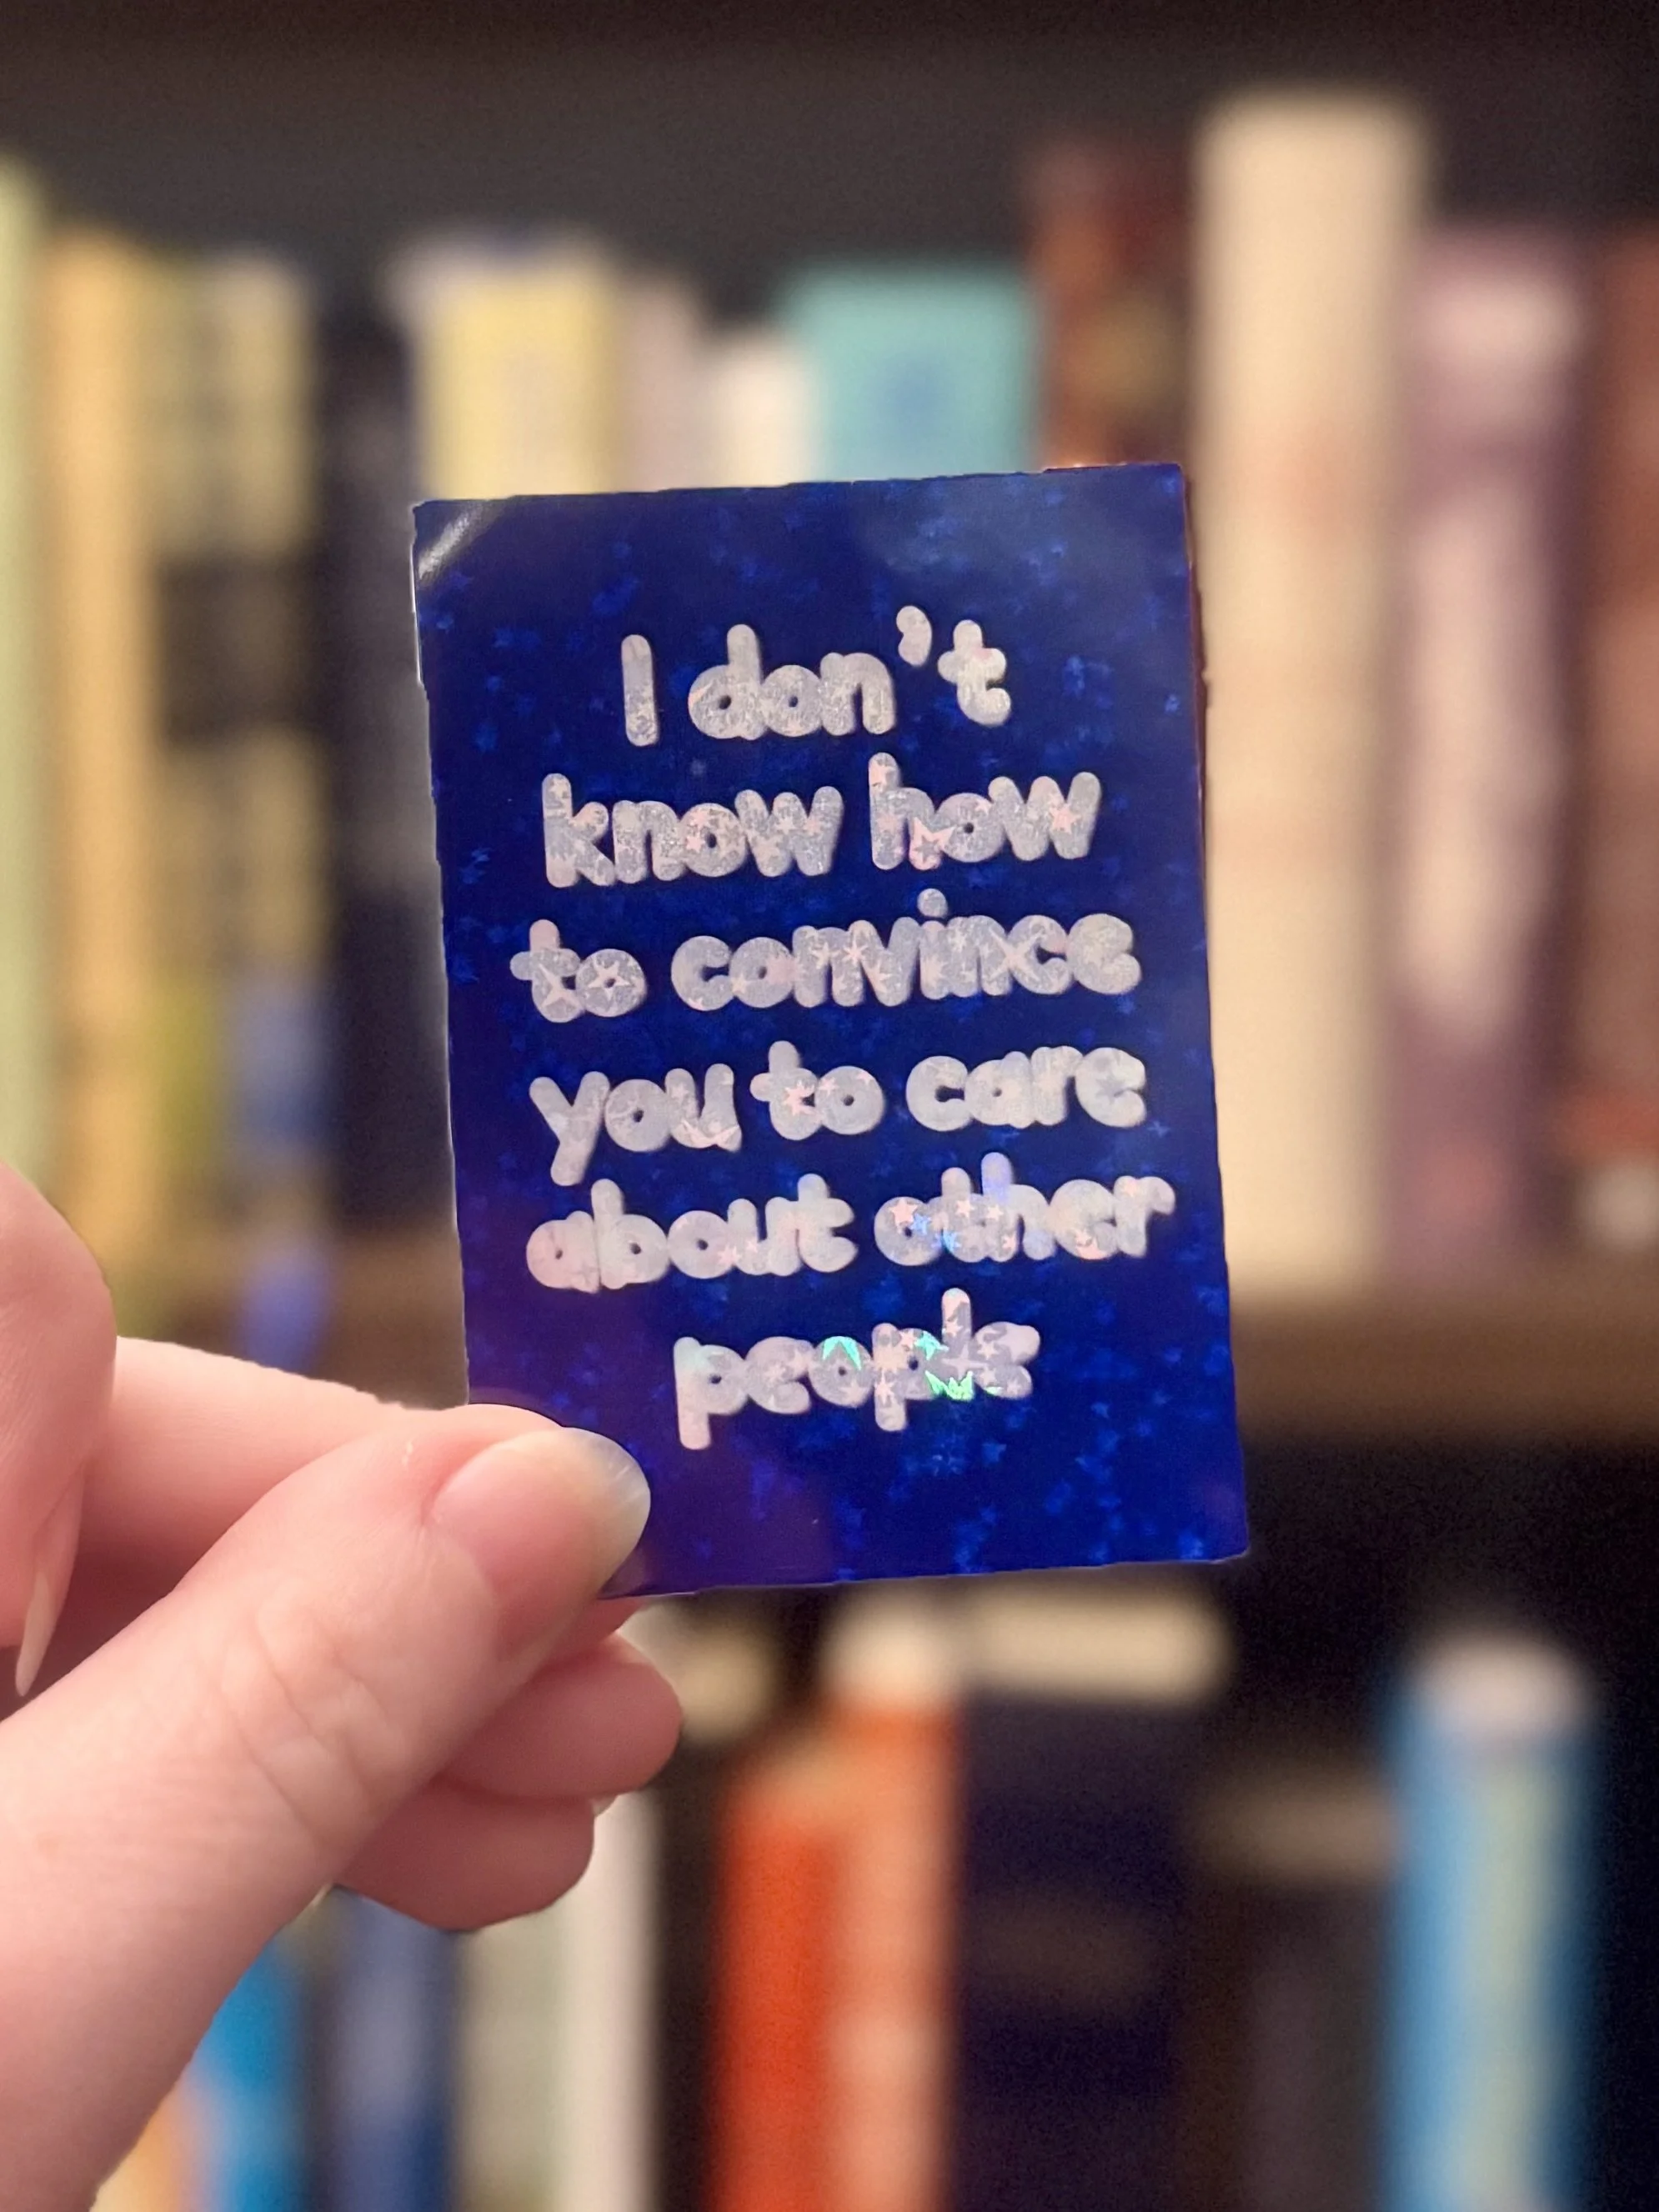 I don't
know how
to convince
you to care
about other
people